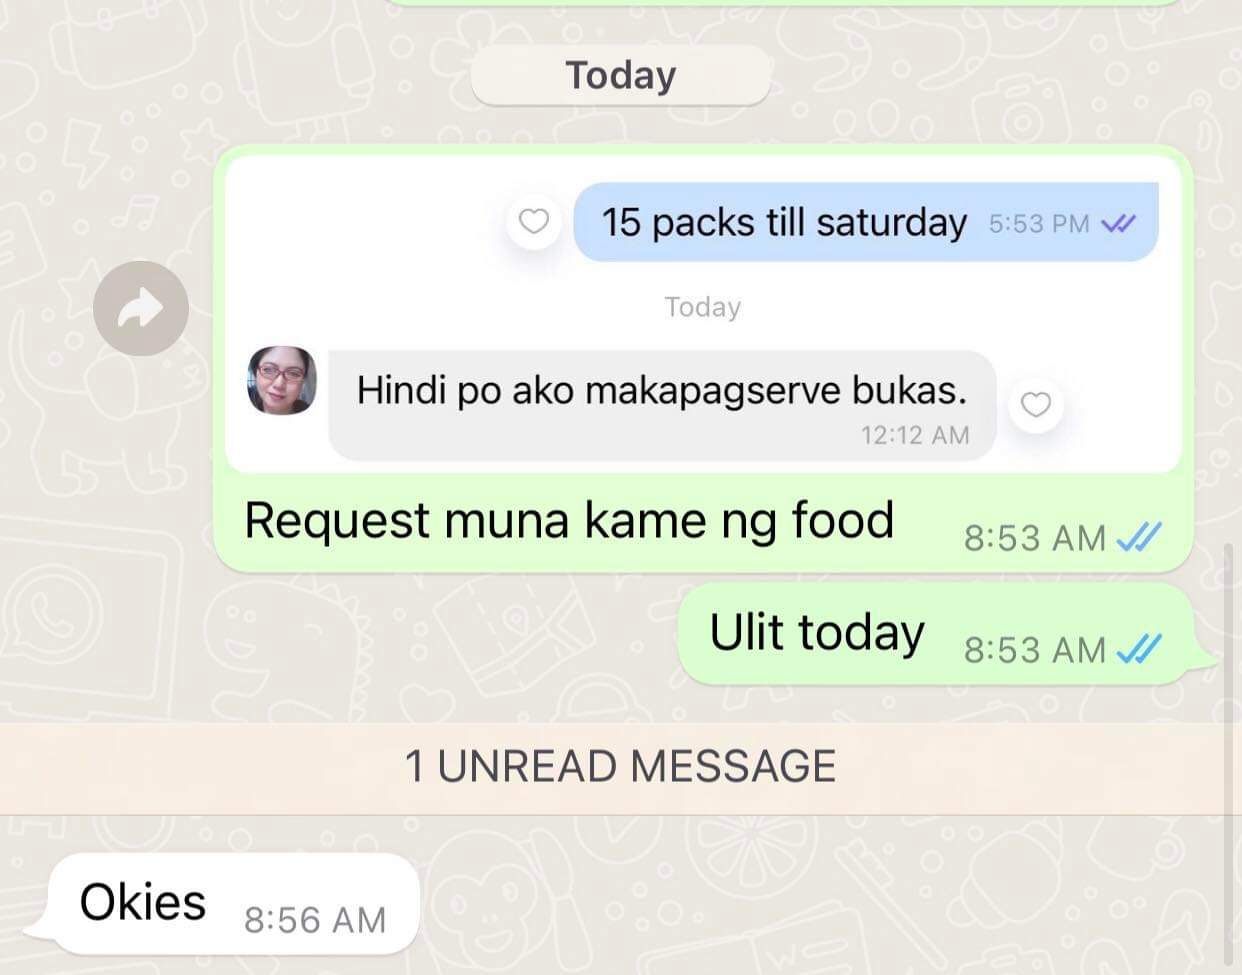 Today
15 packs till saturday 5:53 PM
Today
Hindi po ako makapagserve bukas.
12:12 AM
Request muna kame ng food 8:53 AM
Ulit today 8:53 AM
1 UNREAD MESSAGE
Okies 8:56 AM